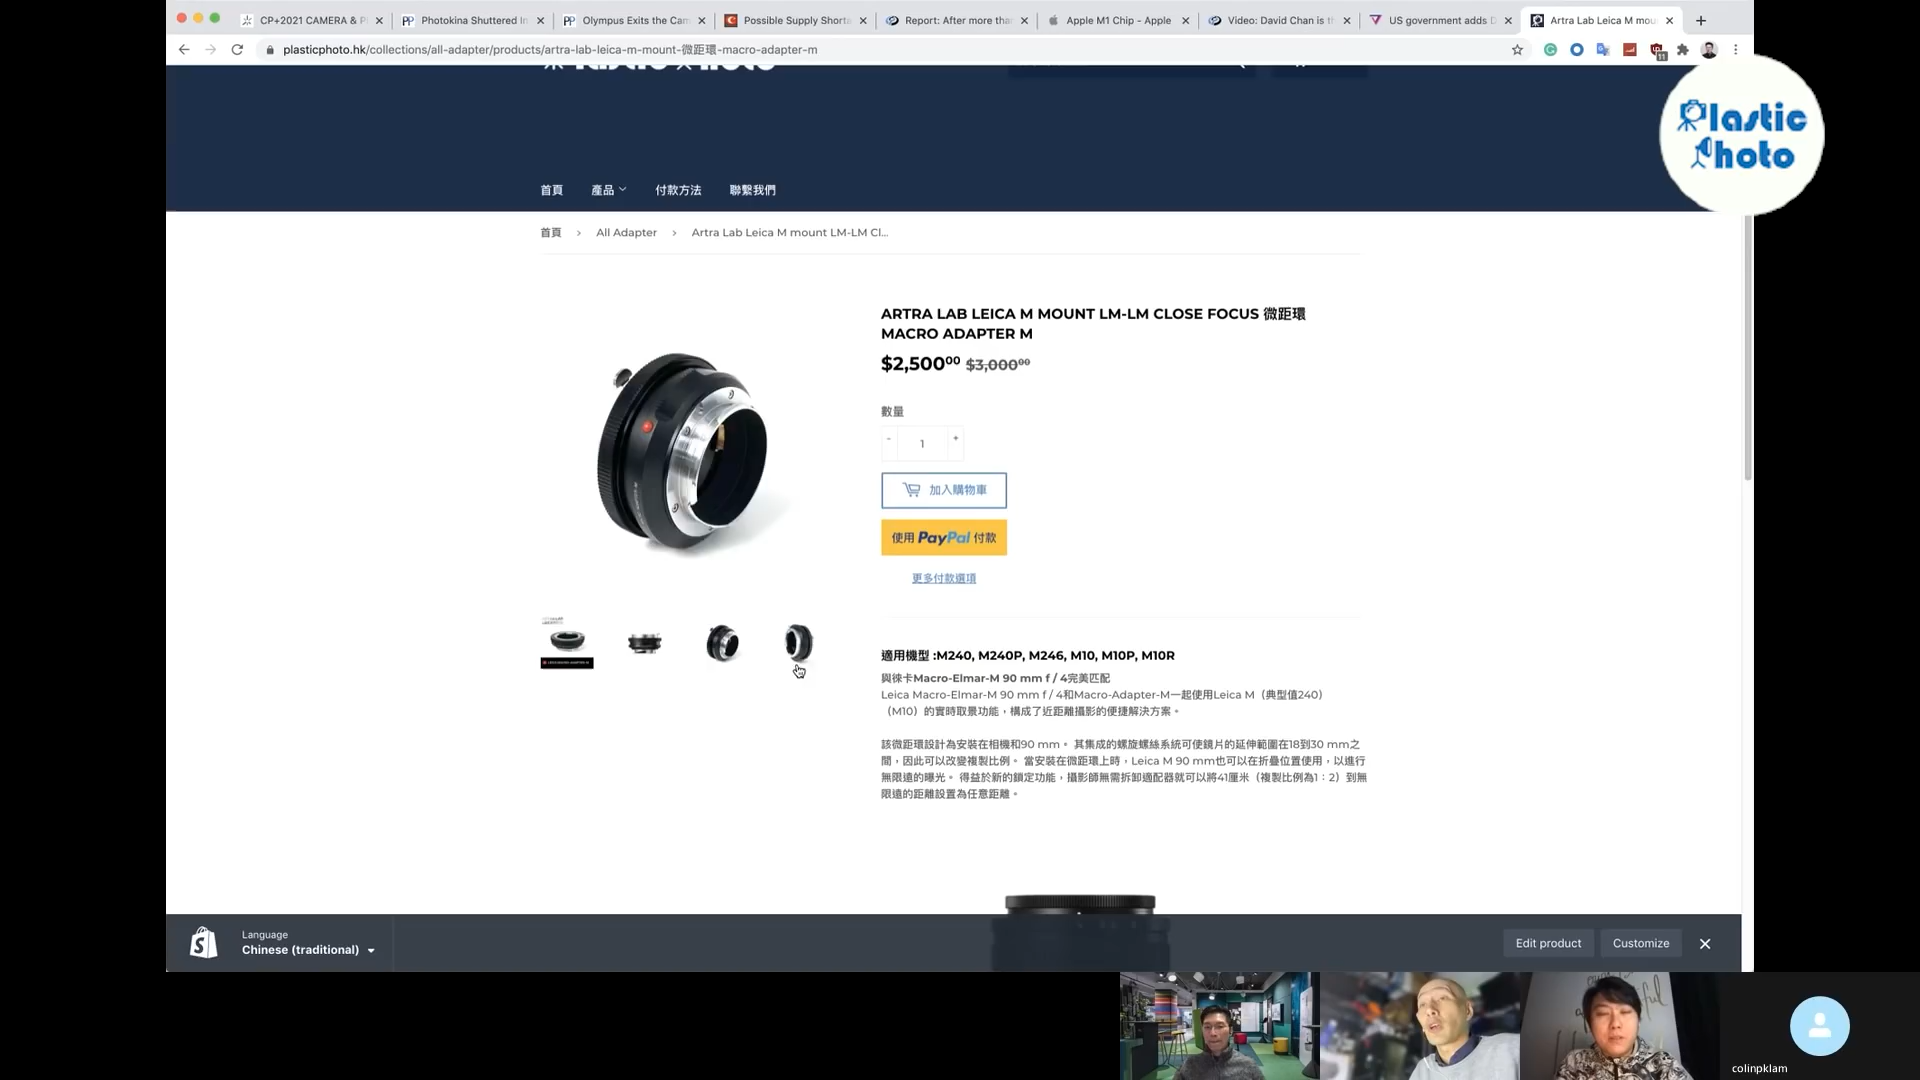 CP+2021 CAMERA & P
Photokina Shuttered In
Olympus Exits the Cam
Possible Supply Shorta
Report: After more tha
Apple M1 Chip - Apple
Video: David Chan is th
US government adds D
Artra Lab Leica M mou
plasticphoto.hk/collections/all-adapter/products/artra-lab-leica-m-mount-微距環-macro-adapter-m
11
Plastic
Photo
首頁
產品
付款方法
聯繫我們
首頁 › All Adapter › Artra Lab Leica M mount LM-LM Cl...
ARTRA LAB LEICA M MOUNT LM-LM CLOSE FOCUS 微距環
MACRO ADAPTER M
$2,500.00 $3,000.00
數量
- 1 +
加入購物車
使用 PayPal 付款
更多付款選項
適用機型 :M240, M240P, M246, M10, M10P, M10R
與徠卡Macro-Elmar-M 90 mm f / 4完美匹配
Leica Macro-Elmar-M 90 mm f / 4和Macro-Adapter-M一起使用Leica M（典型值240）
（M10）的實時取景功能，構成了近距離攝影的便捷解決方案。
該微距環設計為安裝在相機和90 mm。 其集成的螺旋螺絲系統可使鏡片的延伸範圍在18到30 mm之
間，因此可以改變複製比例。 當安裝在微距環上時，Leica M 90 mm也可以在折疊位置使用，以進行
無限遠的曝光。 得益於新的鎖定功能，攝影師無需拆卸適配器就可以將41厘米（複製比例為1：2）到無
限遠的距離設置為任意距離。
Language
Chinese (traditional)
Edit product
Customize
colinpklam